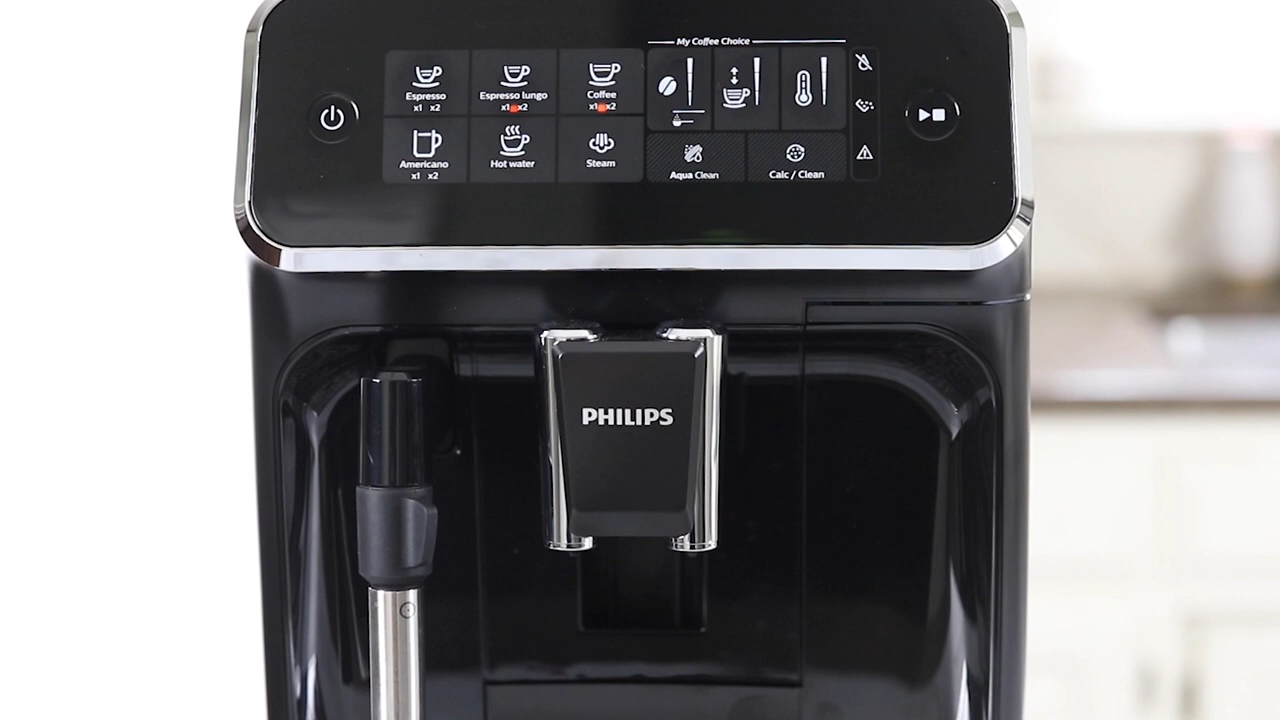 My Coffee Choice
Espresso
x1 x2
Espresso lungo
x1 x2
Coffee
x1 x2
Americano
x1 x2
Hot water
Steam
Aqua Clean
Calc / Clean
PHILIPS